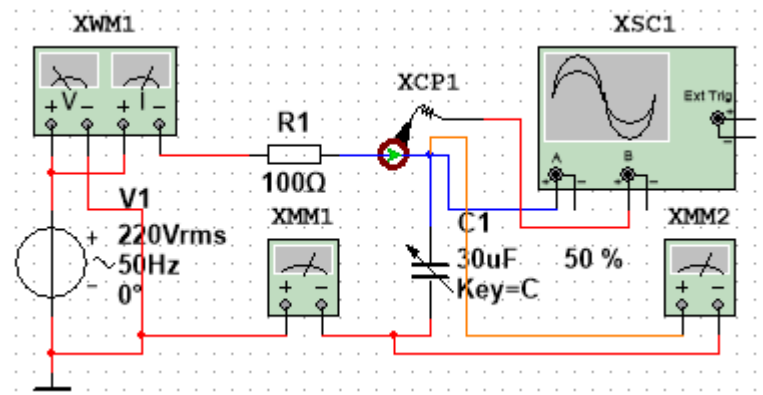 XWM1
XSC1
XCP1
V I
+ - + -
R1
100Ω
Ext Trig
+
-
A
B
+ - + -
V1
+
220Vrms
50Hz
-
0°
XMM1
+ -
C1
30uF
50 %
Key=C
XMM2
+ -